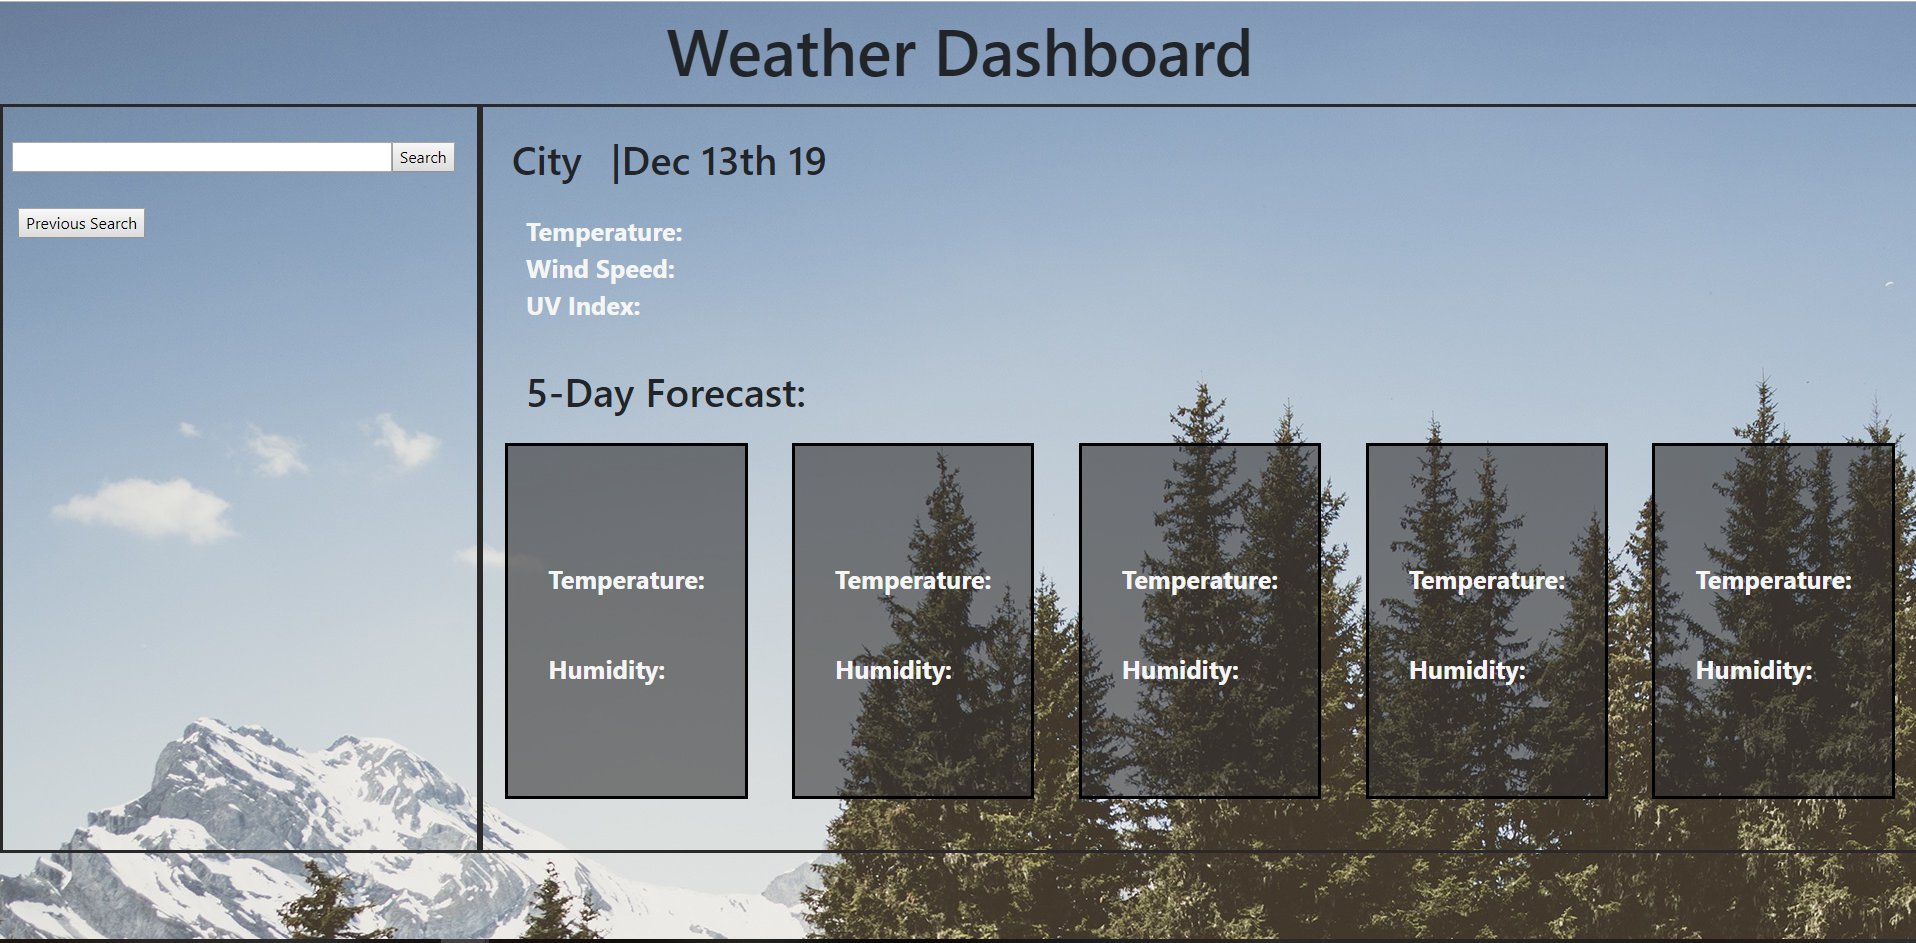 Weather Dashboard
Search
Previous Search
City |Dec 13th 19
Temperature:
Wind Speed:
UV Index:
5-Day Forecast:
Temperature: Temperature: Temperature: Temperature: Temperature:
Humidity: Humidity: Humidity: Humidity: Humidity: